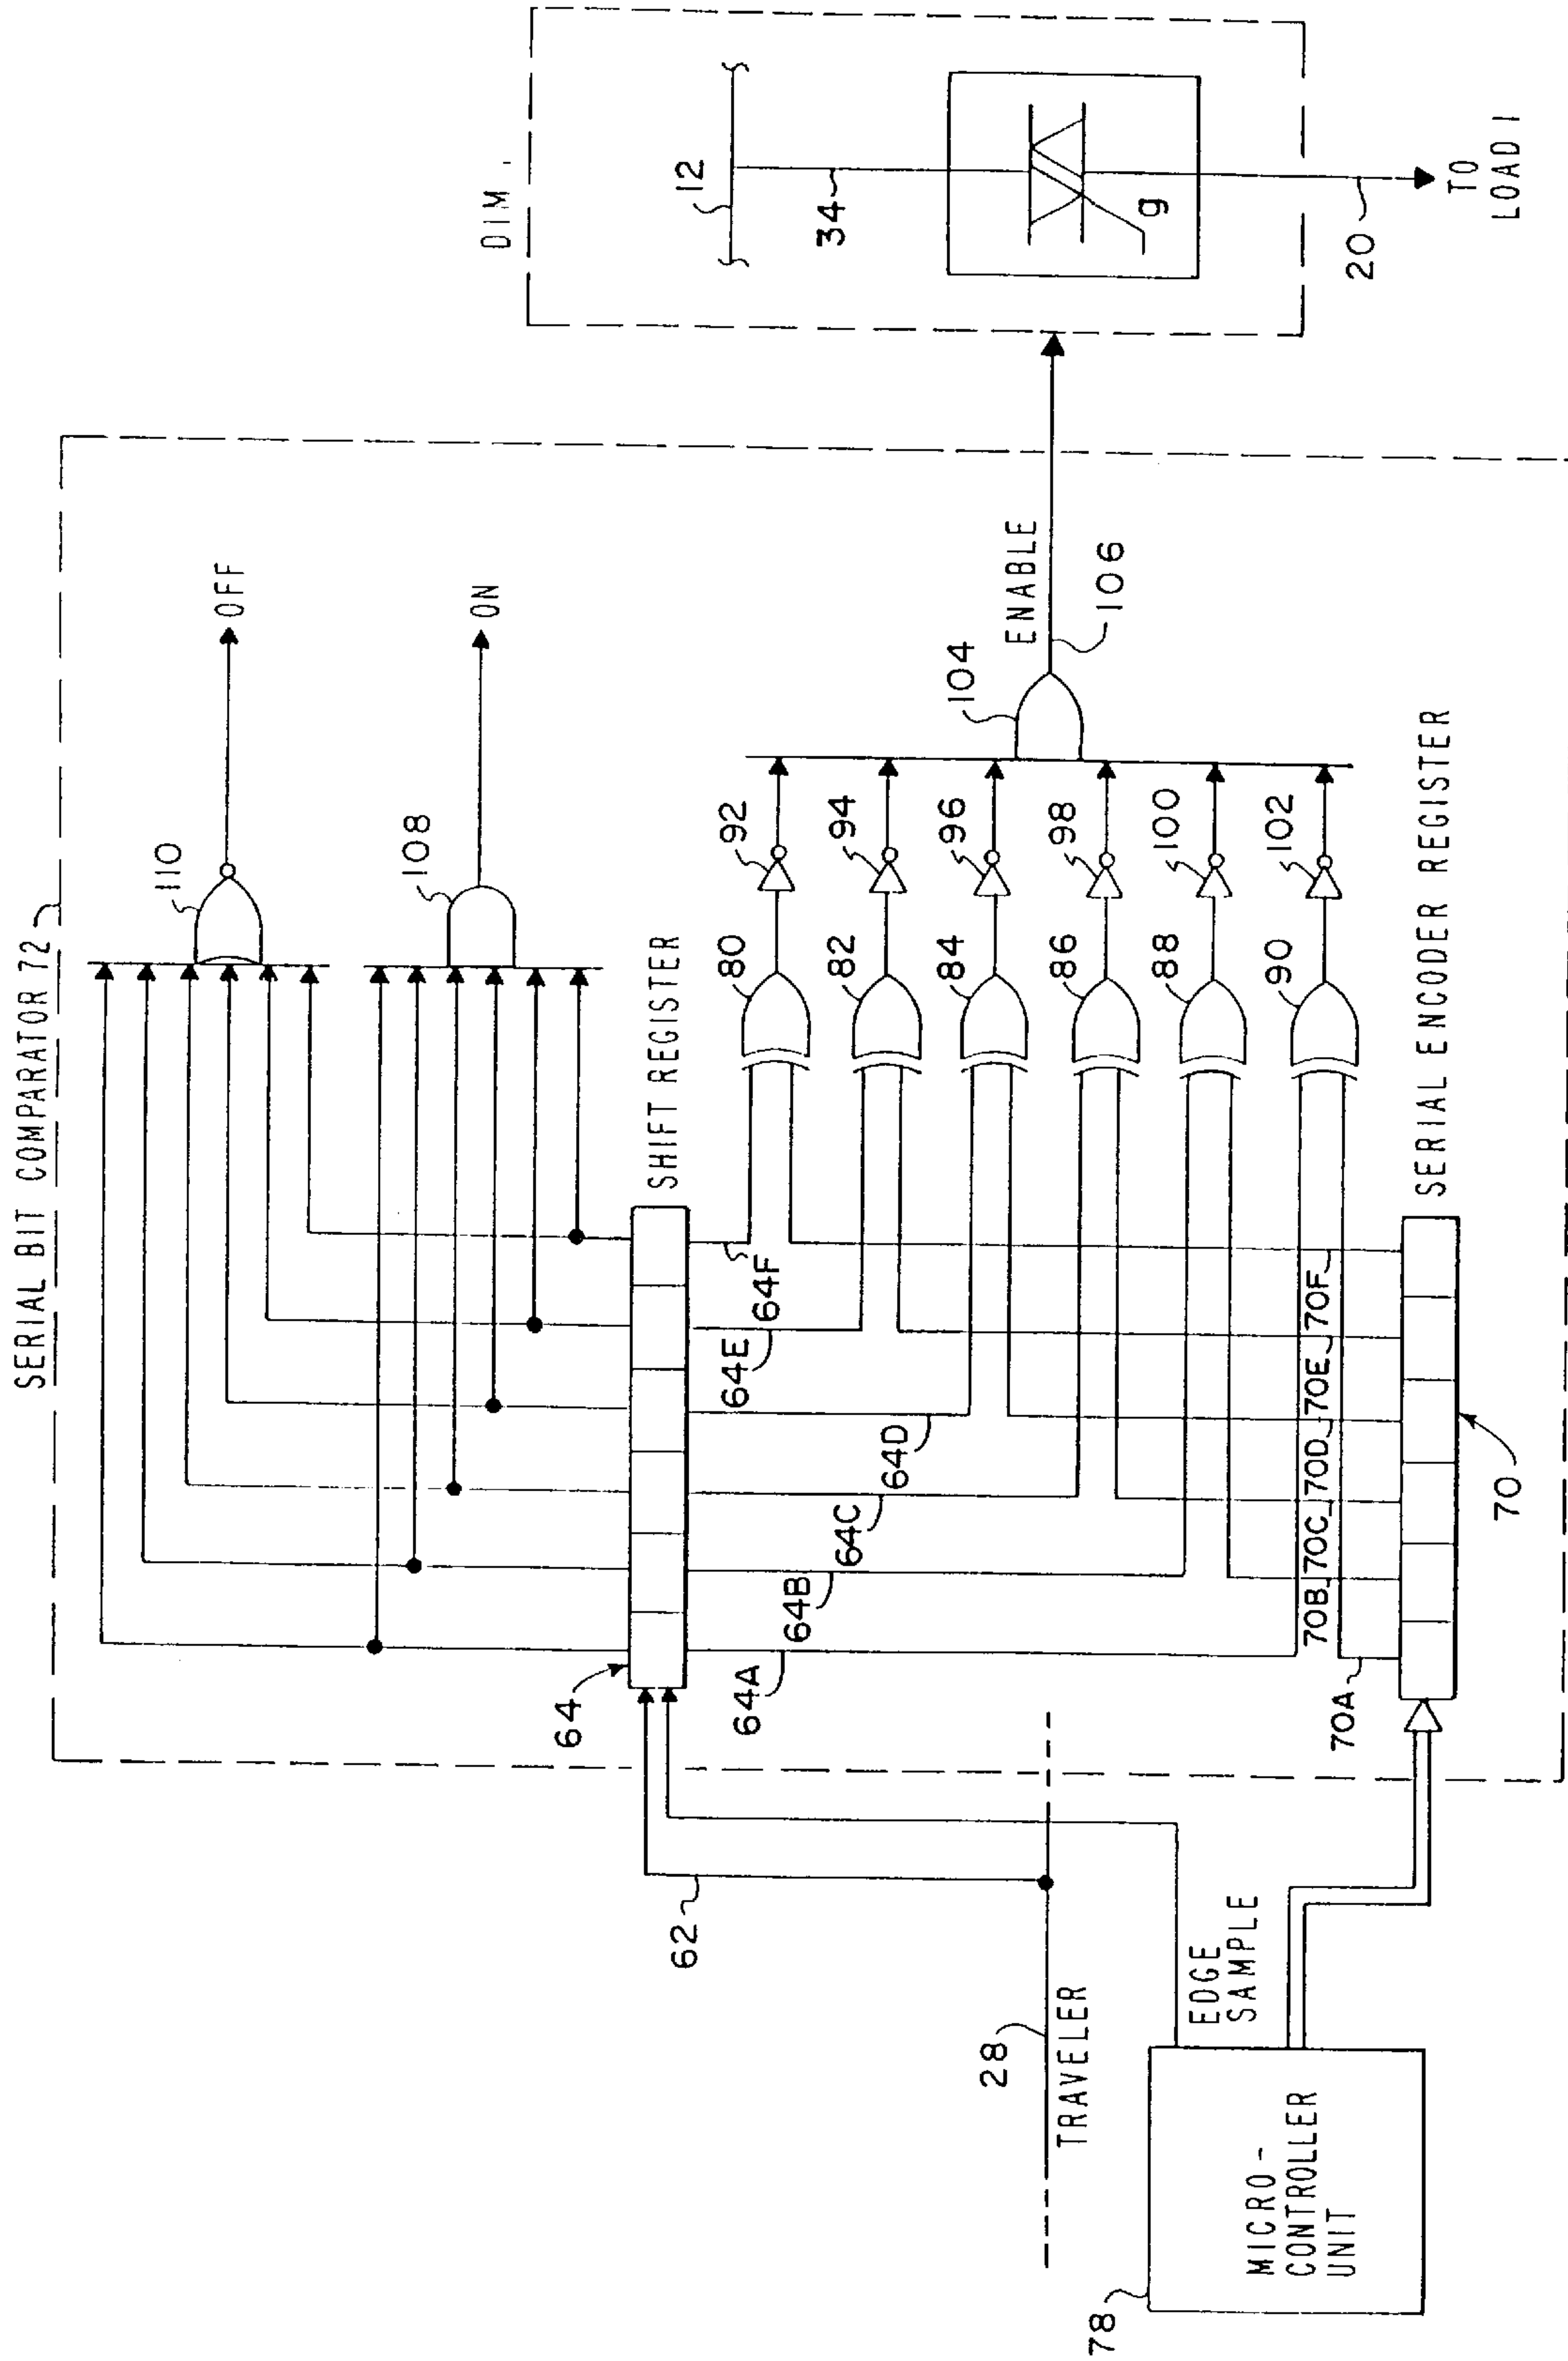 SERIAL BIT COMPARATOR 72
110
OFF
108
ON
SHIFT REGISTER
64
64A
64B
64C
64D
64E
64F
80
82
84
86
88
90
92
94
96
98
100
102
104
ENABLE
106
DIM.
12
34
g
20
TO
LOAD 1
62
28
TRAVELER
EDGE
SAMPLE
78
MICRO-
CONTROLLER
UNIT
70A
70B
70C
70D
70E
70F
70
SERIAL ENCODER REGISTER